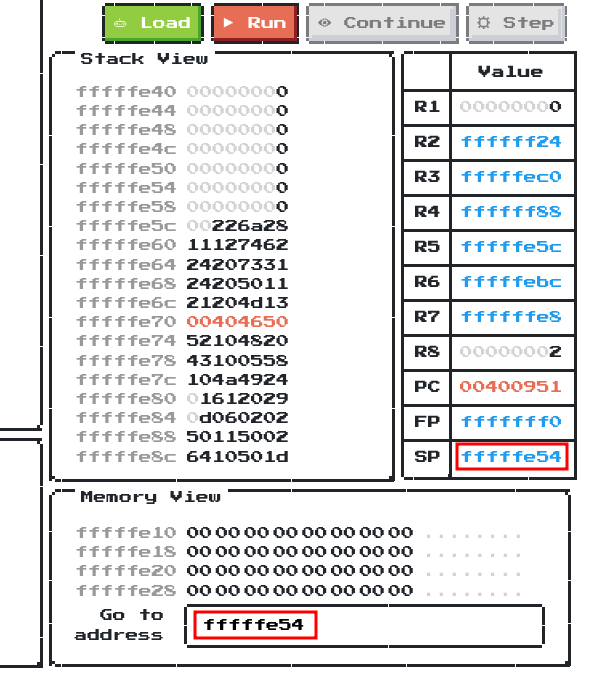 Load Run Continue Step
Stack View
fffffe40 00000000
fffffe44 00000000
fffffe48 00000000
fffffe4c 00000000
fffffe50 00000000
fffffe54 00000000
fffffe58 00000000
fffffe5c 00226a28
fffffe60 11127462
fffffe64 24207331
fffffe68 24205011
fffffe6c 21204d13
fffffe70 00404650
fffffe74 52104820
fffffe78 43100558
fffffe7c 104a4924
fffffe80 01612029
fffffe84 0d060202
fffffe88 50115002
fffffe8c 6410501d
Value
R1 00000000
R2 ffffff24
R3 fffffec0
R4 ffffff88
R5 fffffe5c
R6 fffffebc
R7 ffffffe8
R8 00000002
PC 00400951
FP fffffff0
SP fffffe54
Memory View
fffffe10 00 00 00 00 00 00 00 00 ........
fffffe18 00 00 00 00 00 00 00 00 ........
fffffe20 00 00 00 00 00 00 00 00 ........
fffffe28 00 00 00 00 00 00 00 00 ........
Go to
address
fffffe54